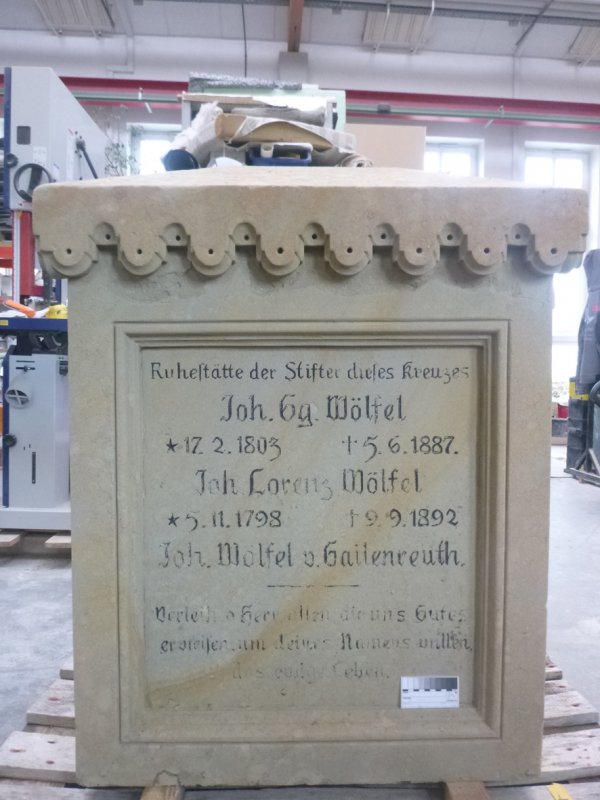 Ruhestätte der Stifter dieses Kreuzes
Joh. Gg. Wölfel
★ 17. 2. 1803 † 5. 6. 1887.
Joh. Lorenz Wölfel
★ 5. 11. 1798 † 9. 9. 1892
Joh. Wölfel v. Gailenreuth.
Verleih, o Herr, allen die uns Gutes
erweisen, um deines Namens willen,
das ewige Leben.